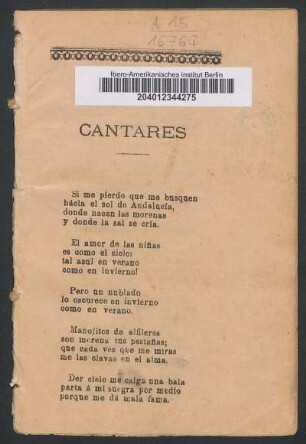 A 15
16764
Ibero-Amerikanisches Institut Berlin
204012344275
CANTARES
Si me pierdo que me busquen
hácia el sol de Andalucía,
donde nacen las morenas
y donde la sal se cría.
El amor de las niñas
es como el cielo:
tal azul en verano
como en invierno!
Pero un nublado
lo oscurece en invierno
como en verano.
Manojitos de alfileres
son morena tus pestañas;
que cada vez que me miras
me las clavas en el alma.
Der cielo me caiga una bala
parta á mi suegra por medio
porque me dá mala fama.